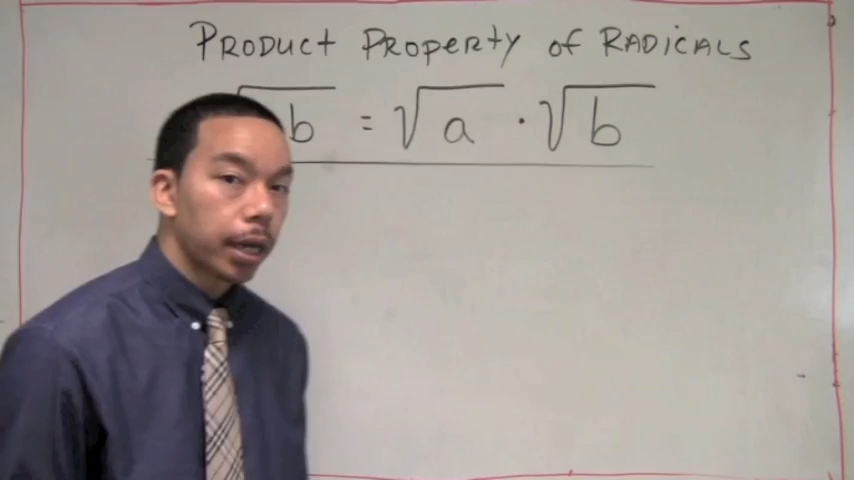 Product Property of Radicals
b = √a · √b